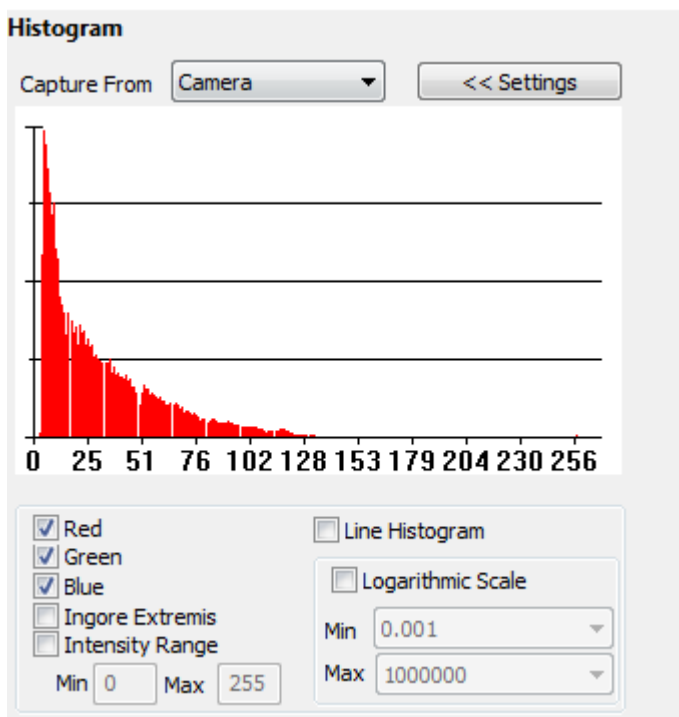 Histogram
Capture From Camera << Settings
0 25 51 76 102 128 153 179 204 230 256
Red
Green
Blue
Ingore Extremis
Intensity Range
Min 0 Max 255
Line Histogram
Logarithmic Scale
Min 0.001
Max 1000000